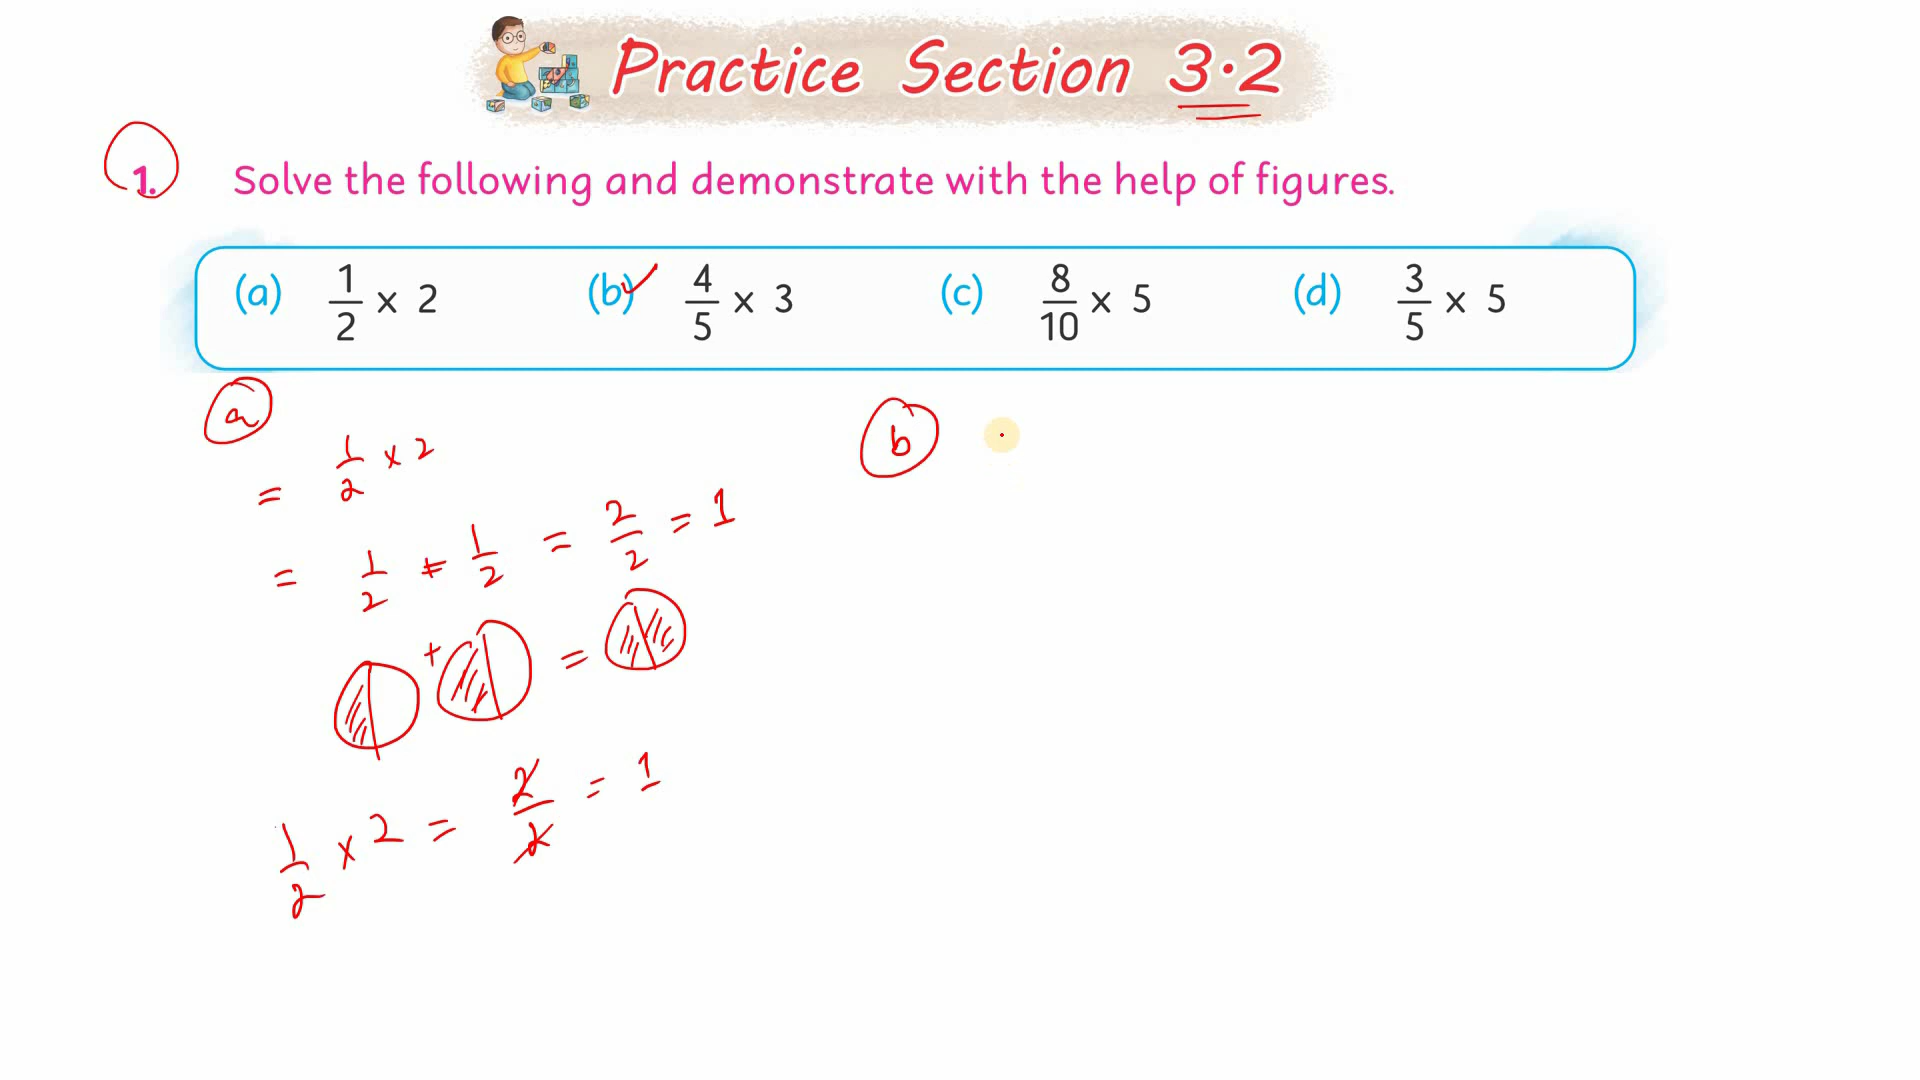 Practice Section 3·2
1. Solve the following and demonstrate with the help of figures.
(a) 1/2 x 2 (b) 4/5 x 3 (c) 8/10 x 5 (d) 3/5 x 5
a
= 1/2 x 2
= 1/2 + 1/2 = 2/2 = 1
+ =
1/2 x 2 = 2/2 = 1
b